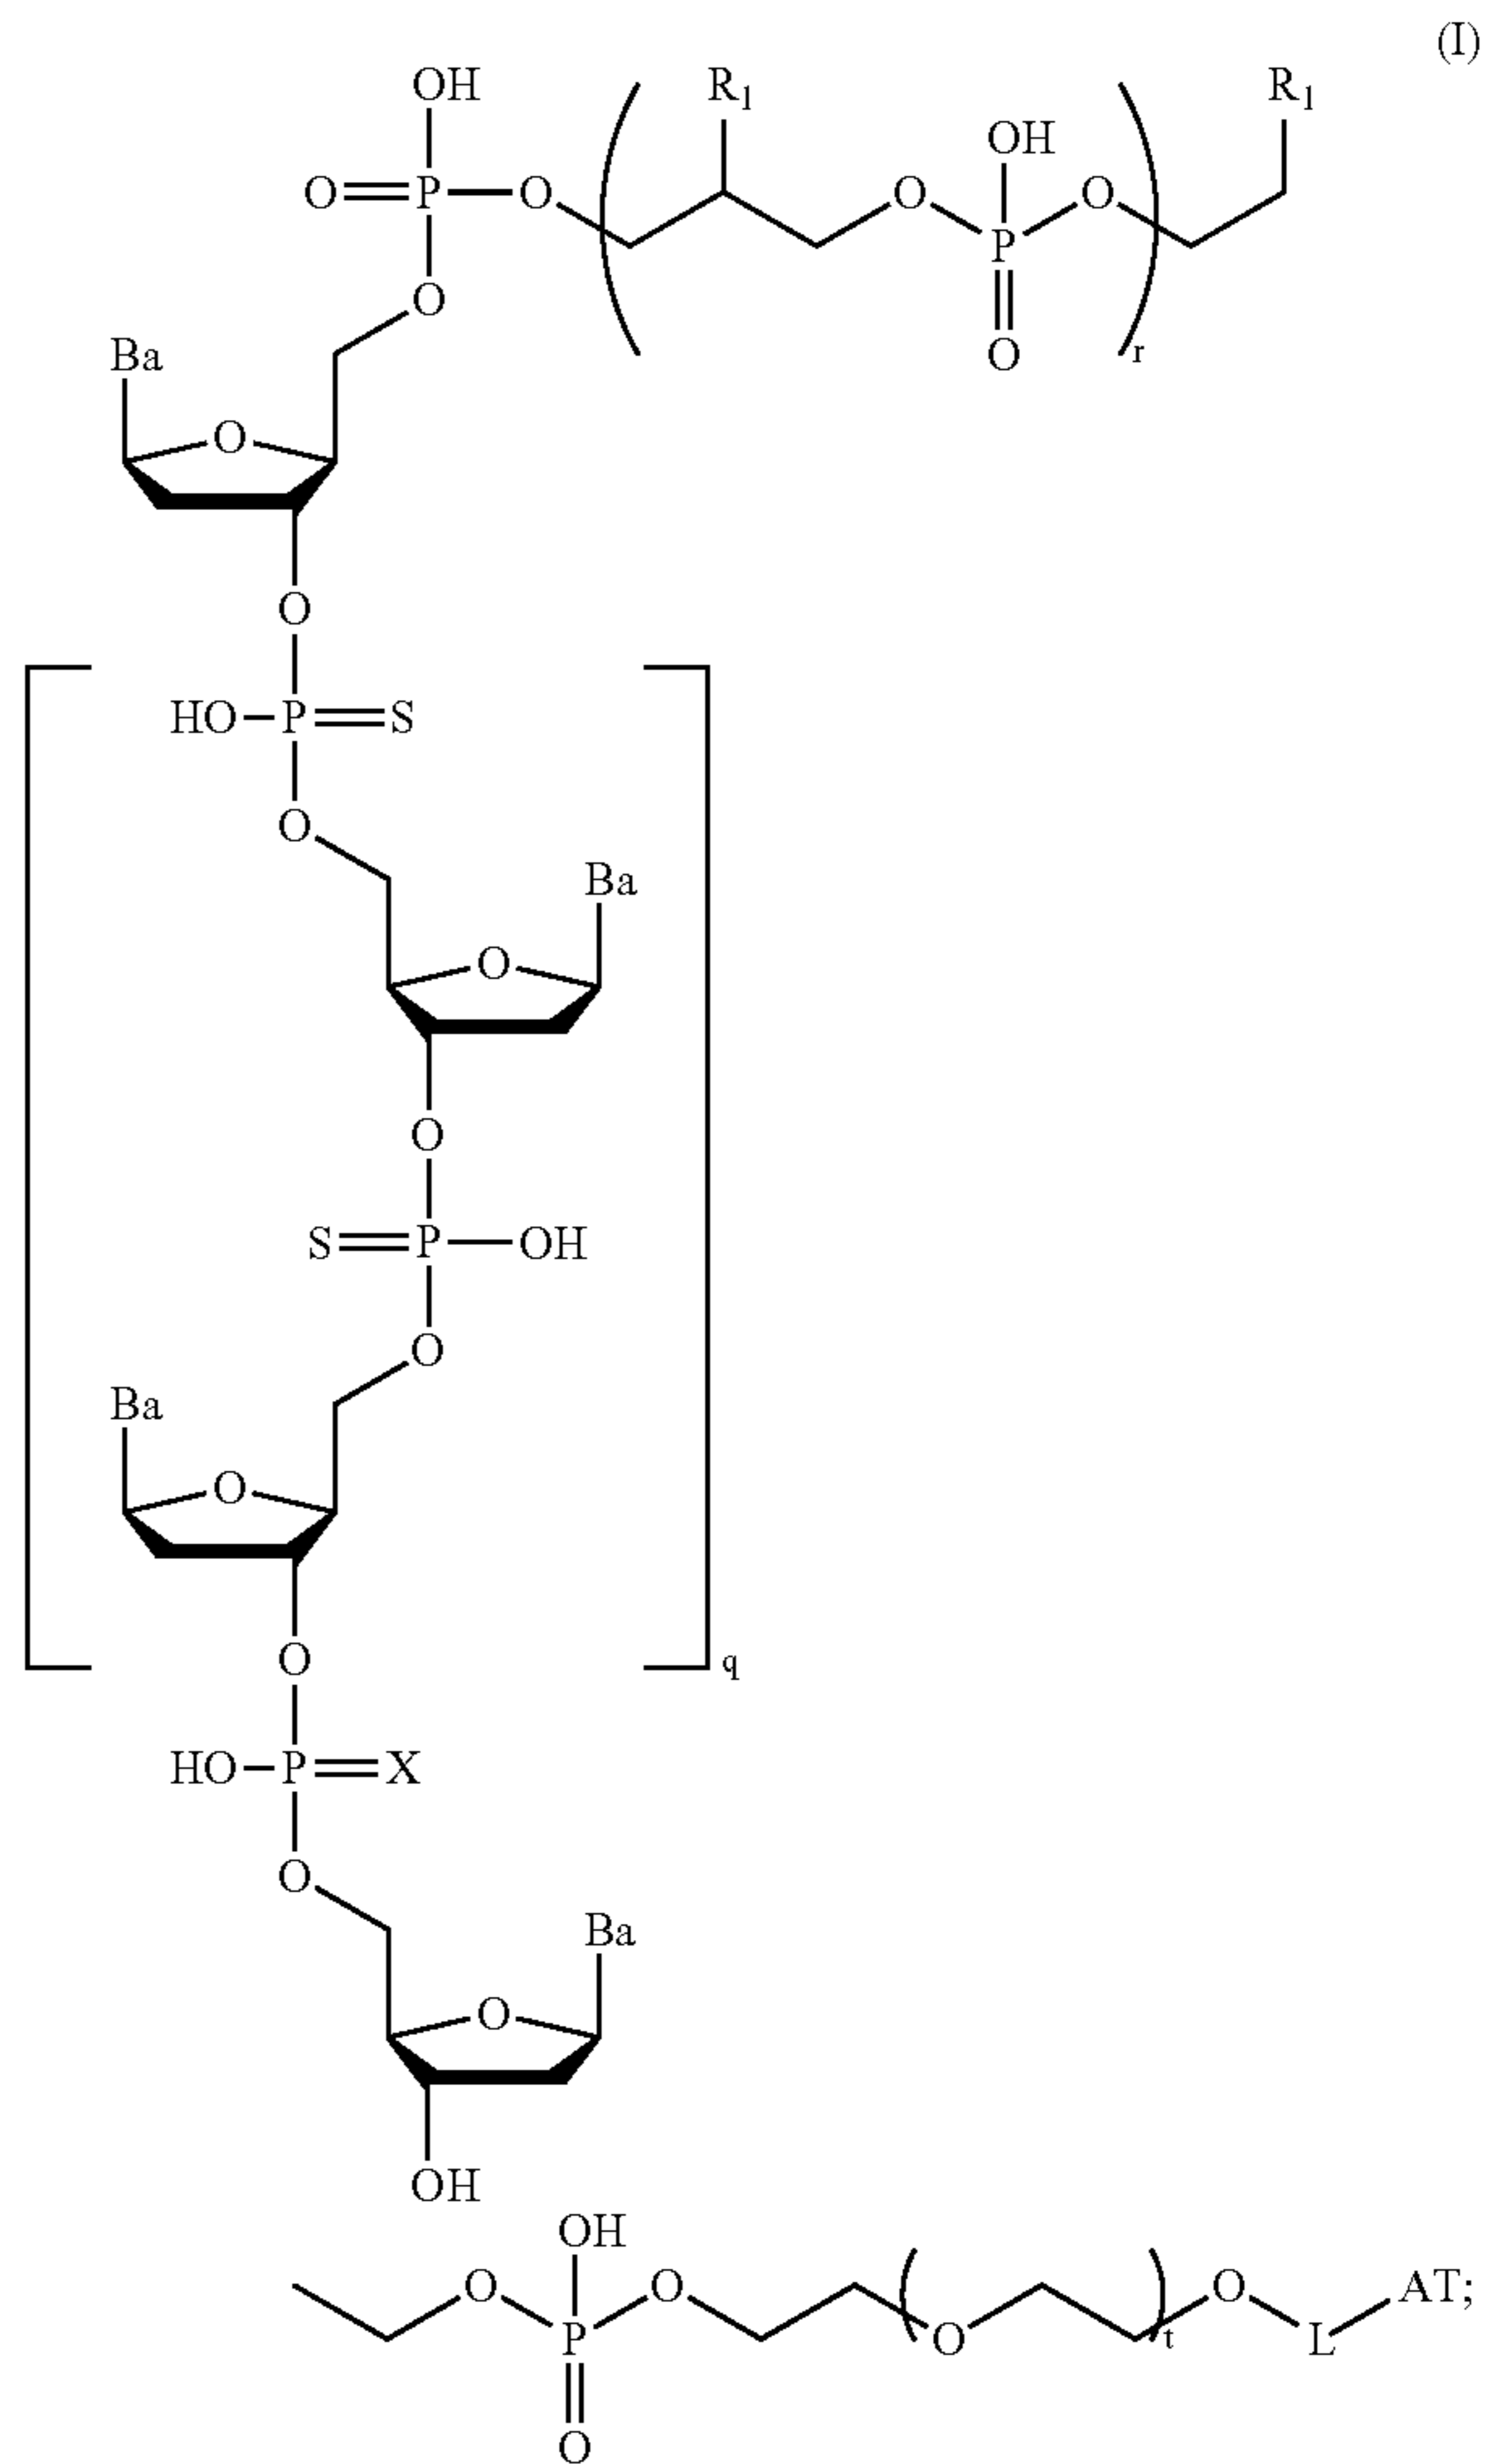 (I)
OH R1 R1
OH
O=P-O O O
P
O r
O
Ba
O
O
HO-P=S
O
Ba
O
O
S=P-OH
O
Ba
O
O
q
HO-P=X
O
Ba
O
OH
OH
O O O AT;
P O t L
O